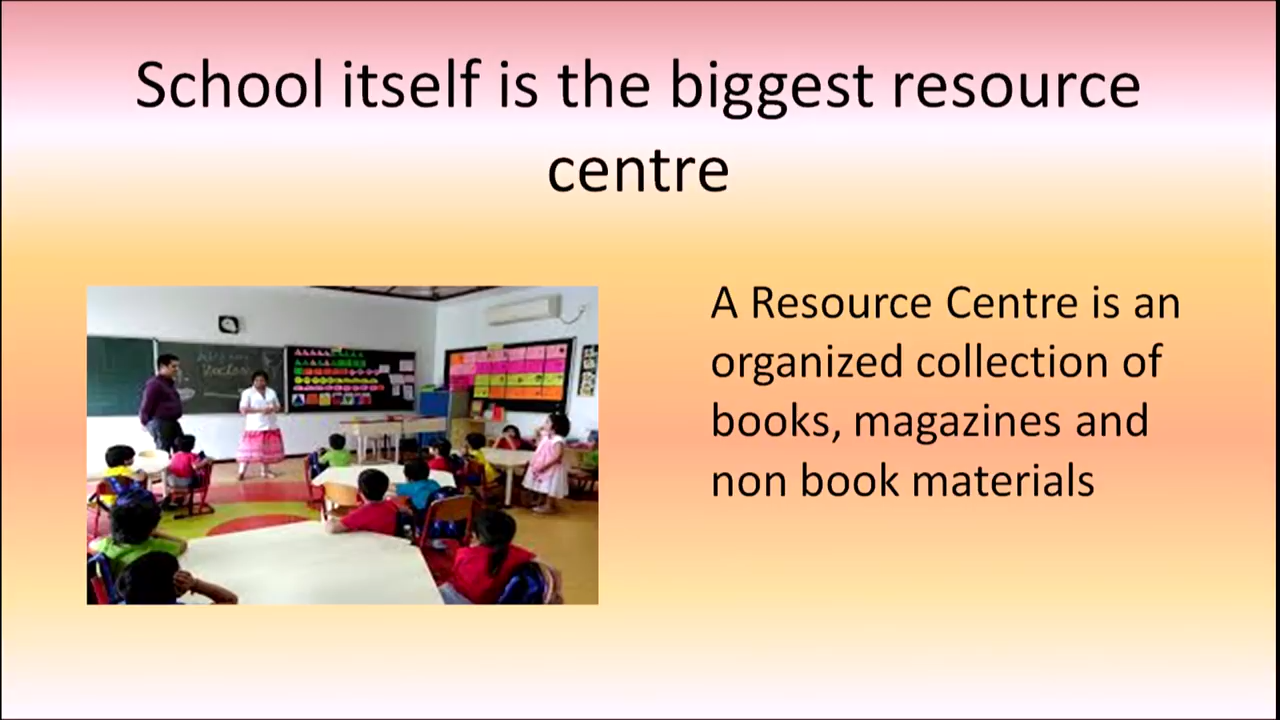 School itself is the biggest resource
centre
A Resource Centre is an
organized collection of
books, magazines and
non book materials